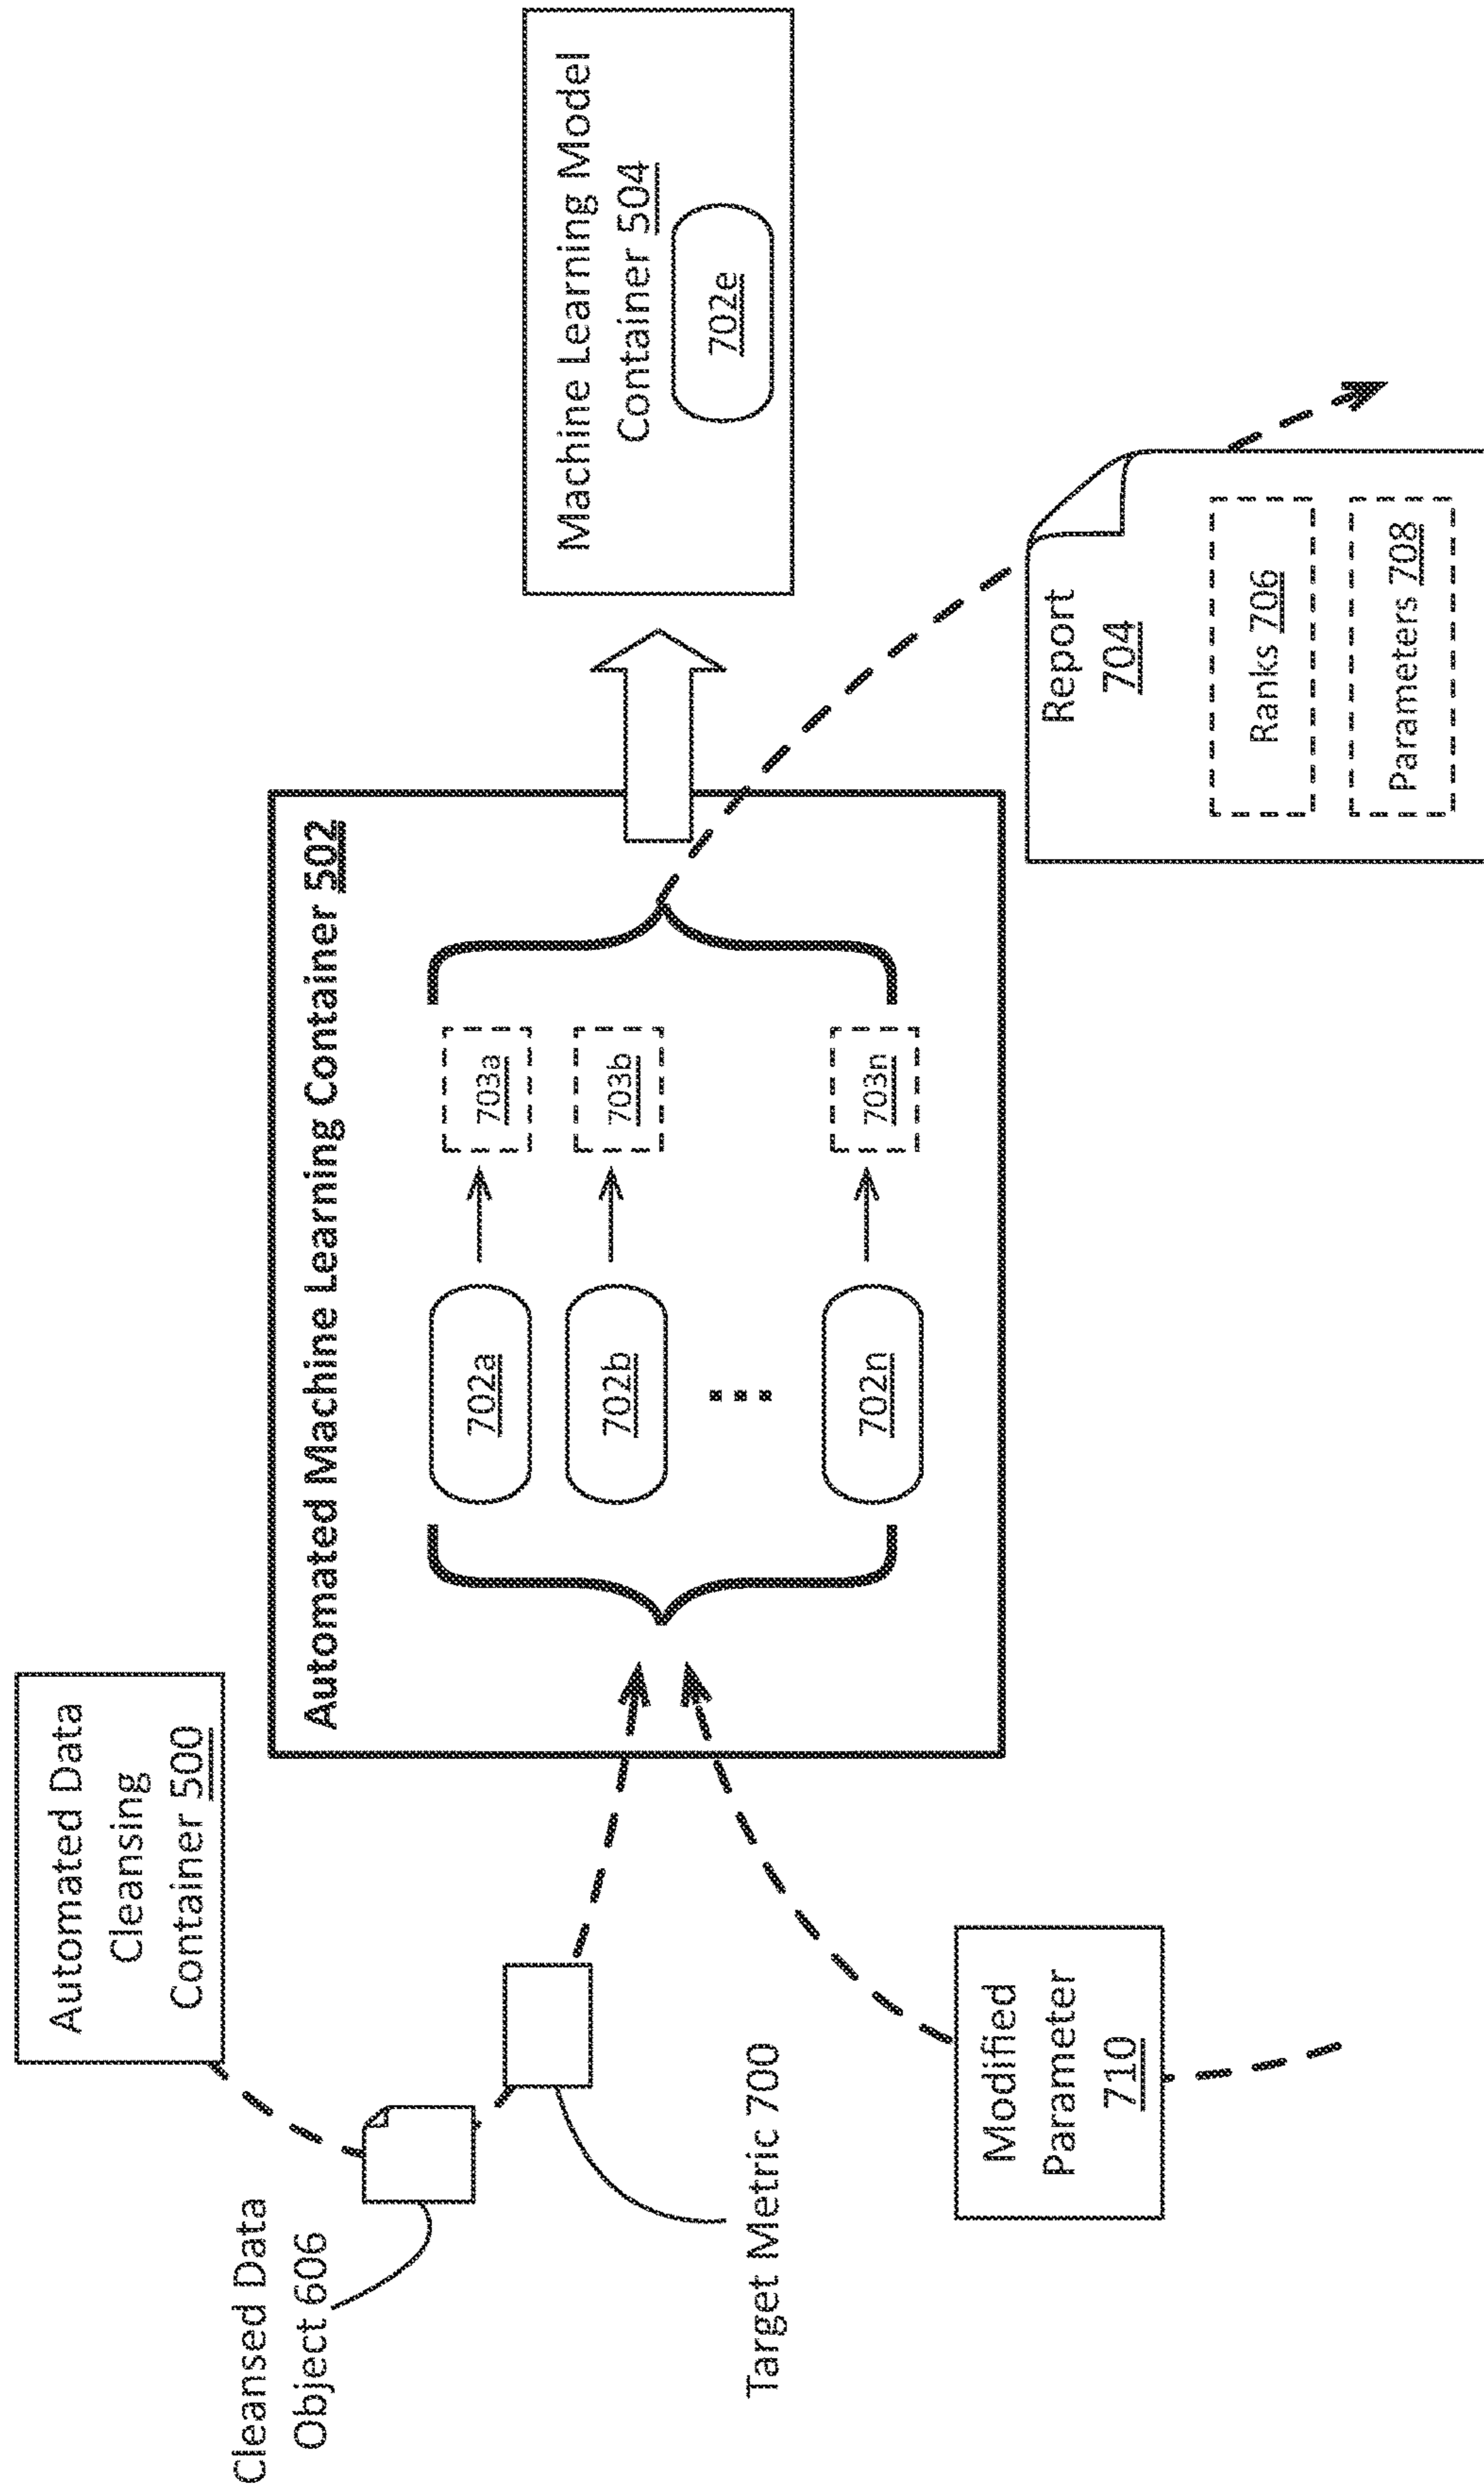 Automated Data
Cleansing
Container 500
Cleansed Data
Object 606
Target Metric 700
Modified
Parameter
710
Automated Machine Learning Container 502
702a
703a
702b
703b
702n
703n
Machine Learning Model
Container 504
702e
Report
704
Ranks 706
Parameters 708